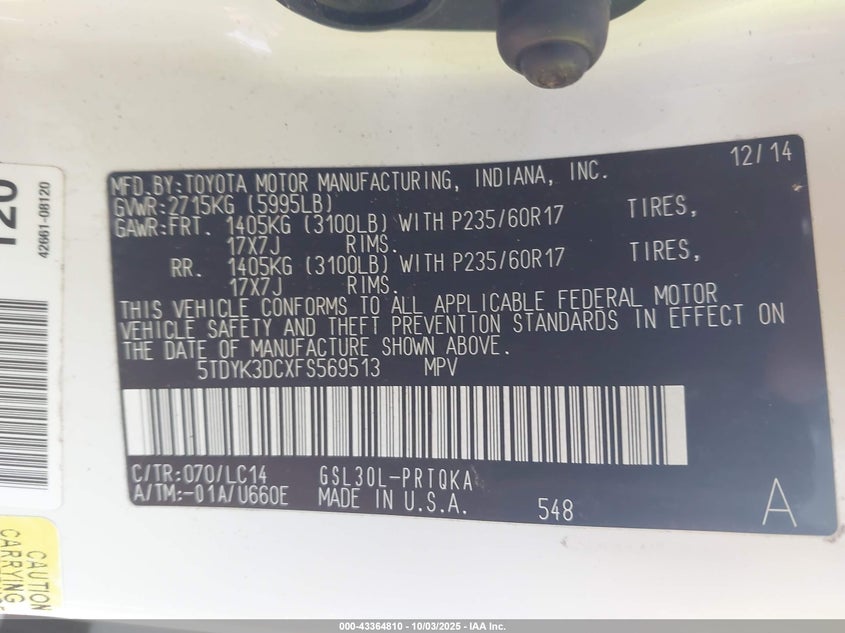 12/14
MFD.BY:TOYOTA MOTOR MANUFACTURING, INDIANA, INC.
GVWR:2715KG (5995LB)
GAWR:FRT. 1405KG (3100LB) WITH P235/60R17 TIRES,
17X7J RIMS.
RR. 1405KG (3100LB) WITH P235/60R17 TIRES,
17X7J RIMS.
THIS VEHICLE CONFORMS TO ALL APPLICABLE FEDERAL MOTOR
VEHICLE SAFETY AND THEFT PREVENTION STANDARDS IN EFFECT ON
THE DATE OF MANUFACTURE SHOWN ABOVE.
5TDYK3DCXFS569513 MPV
C/TR:070/LC14 GSL30L-PRTQKA
A/TM:-01A/U660E MADE IN U.S.A. 548 A
42661-08120
CAUTION
CARRYING
000-43364810 - 10/03/2025 - IAA Inc.